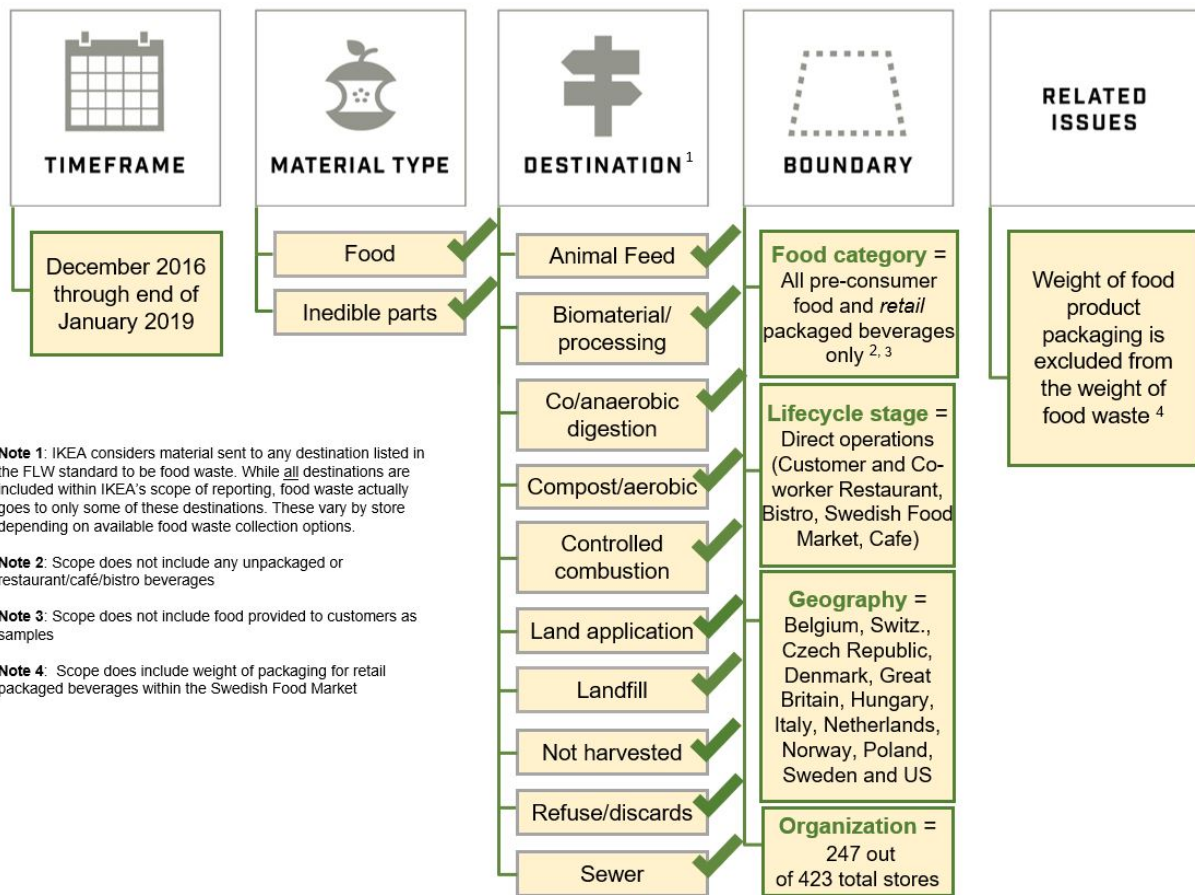 TIMEFRAME
December 2016
through end of
January 2019
MATERIAL TYPE
Food
Inedible parts
DESTINATION 1
Animal Feed
Biomaterial/
processing
Co/anaerobic
digestion
Compost/aerobic
Controlled
combustion
Land application
Landfill
Not harvested
Refuse/discards
Sewer
BOUNDARY
Food category =
All pre-consumer
food and retail
packaged beverages
only 2, 3
Lifecycle stage =
Direct operations
(Customer and Co-
worker Restaurant,
Bistro, Swedish Food
Market, Cafe)
Geography =
Belgium, Switz.,
Czech Republic,
Denmark, Great
Britain, Hungary,
Italy, Netherlands,
Norway, Poland,
Sweden and US
Organization =
247 out
of 423 total stores
RELATED
ISSUES
Weight of food
product
packaging is
excluded from
the weight of
food waste 4
Note 1: IKEA considers material sent to any destination listed in
the FLW standard to be food waste. While all destinations are
included within IKEA's scope of reporting, food waste actually
goes to only some of these destinations. These vary by store
depending on available food waste collection options.
Note 2: Scope does not include any unpackaged or
restaurant/café/bistro beverages
Note 3: Scope does not include food provided to customers as
samples
Note 4: Scope does include weight of packaging for retail
packaged beverages within the Swedish Food Market